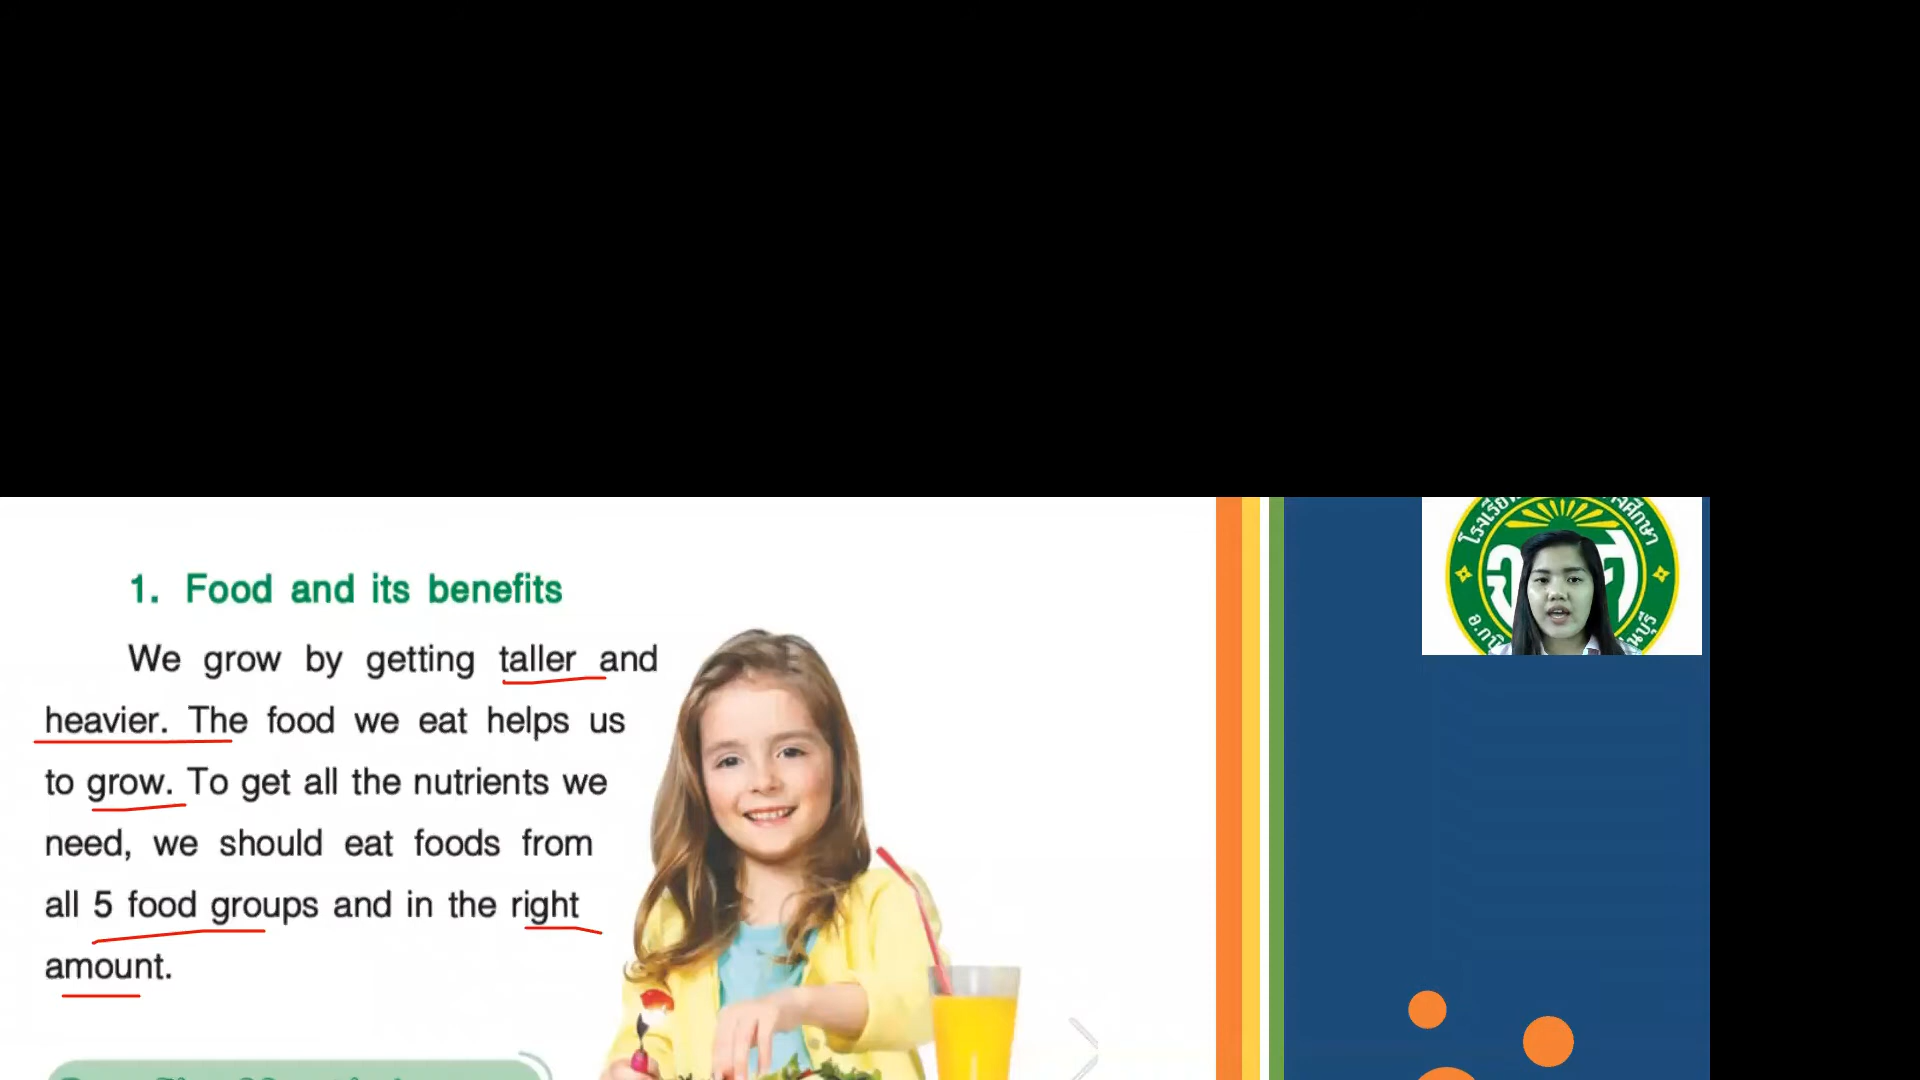 1. Food and its benefits
We grow by getting taller and
heavier. The food we eat helps us
to grow. To get all the nutrients we
need, we should eat foods from
all 5 food groups and in the right
amount.